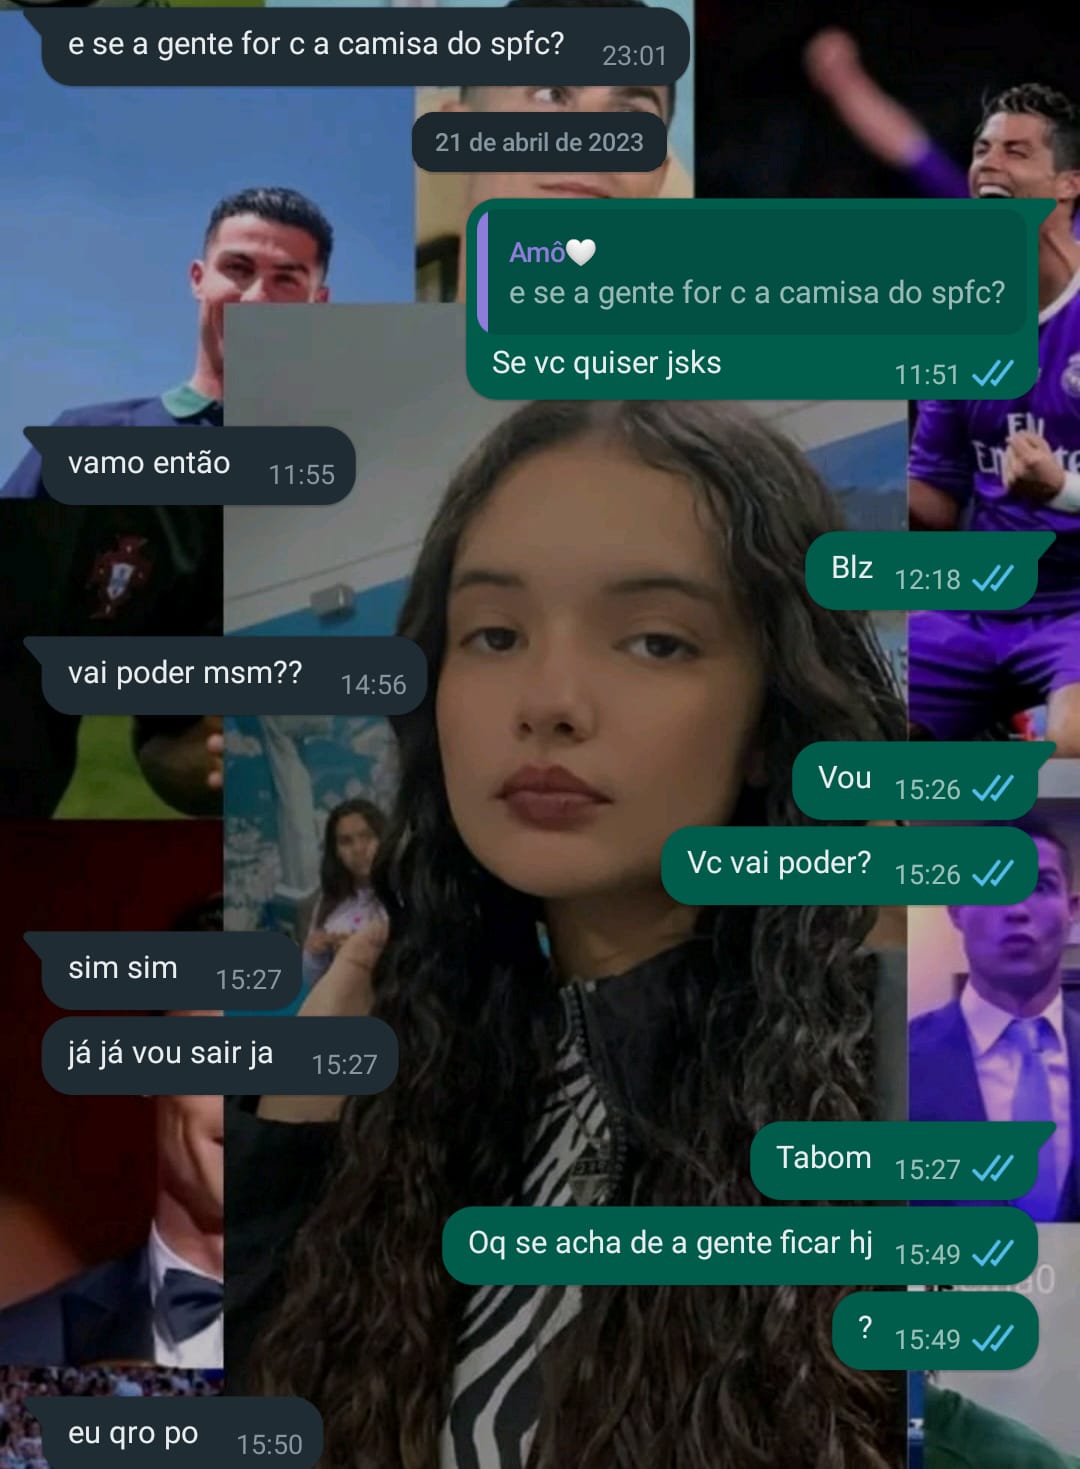 e se a gente for c a camisa do spfc? 23:01
21 de abril de 2023
Amô🤍
e se a gente for c a camisa do spfc?
Se vc quiser jsks 11:51
vamo então 11:55
Blz 12:18
vai poder msm?? 14:56
Vou 15:26
Vc vai poder? 15:26
sim sim 15:27
já já vou sair ja 15:27
Tabom 15:27
Oq se acha de a gente ficar hj 15:49
? 15:49
eu qro po 15:50